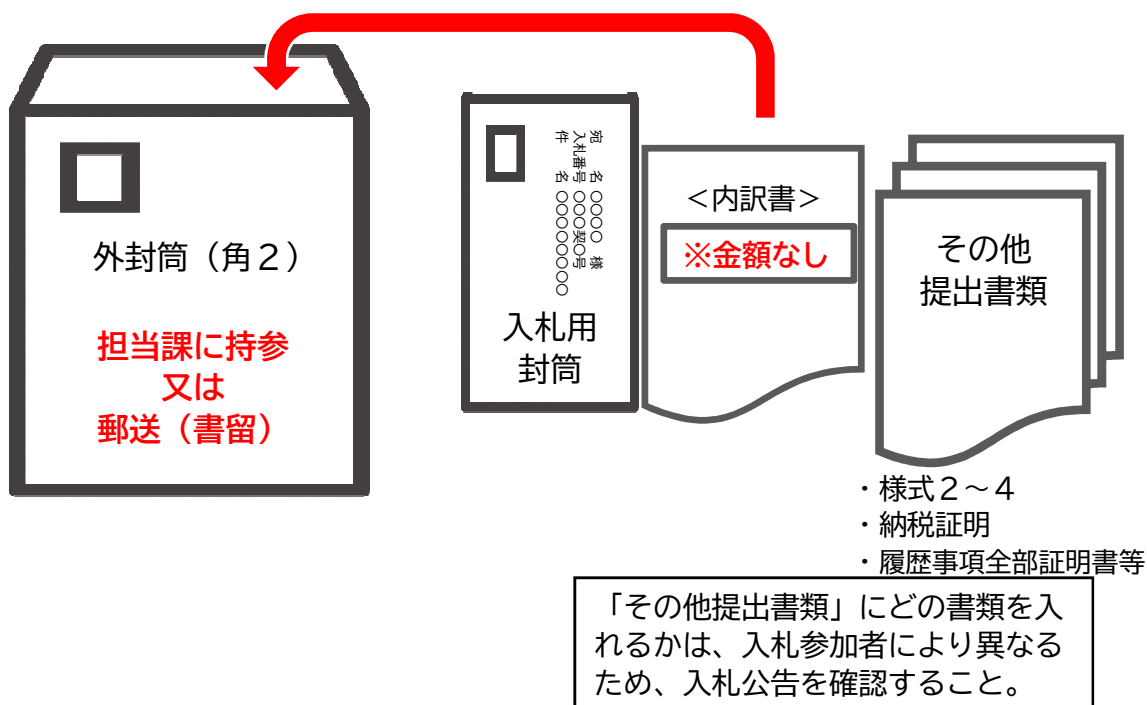 外封筒（角２）
担当課に持参
又は
郵送（書留）
宛　名 ○○○○　様
入札番号 ○○○契○号
件　名 ○○○○○○○○○
入札用
封筒
＜内訳書＞
※金額なし
その他
提出書類
・様式２～４
・納税証明
・履歴事項全部証明書等
「その他提出書類」にどの書類を入
れるかは、入札参加者により異なる
ため、入札公告を確認すること。